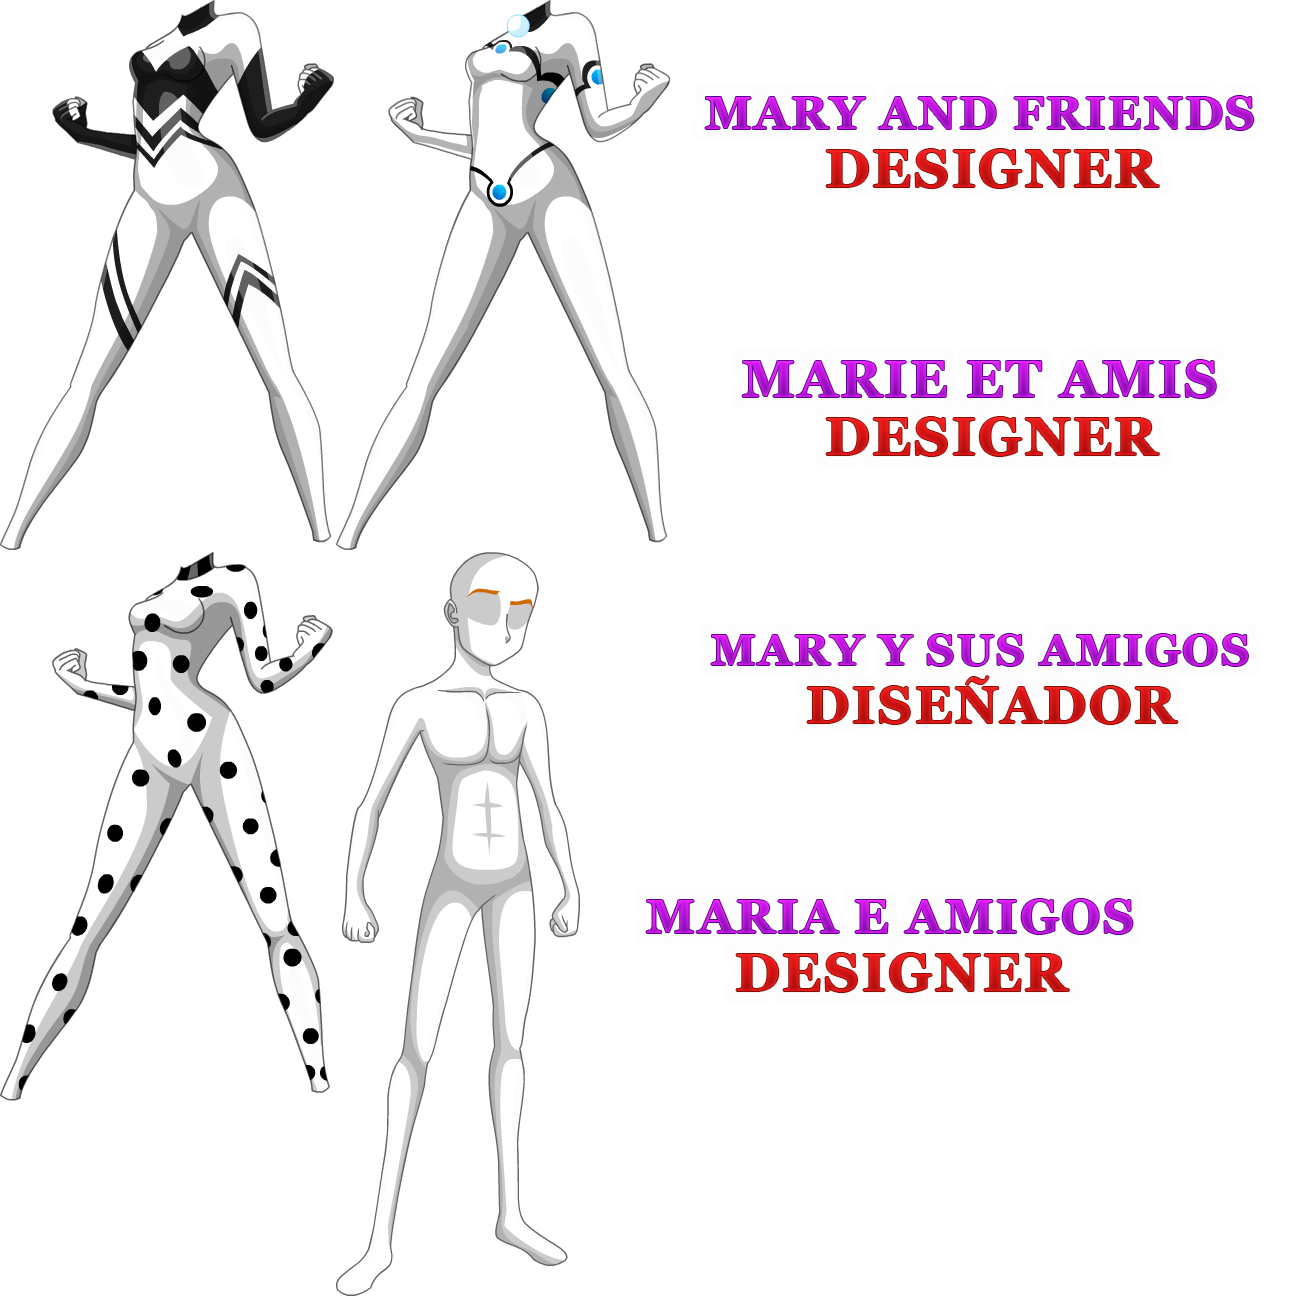 MARY AND FRIENDS
DESIGNER
MARIE ET AMIS
DESIGNER
MARY Y SUS AMIGOS
DISEÑADOR
MARIA E AMIGOS
DESIGNER